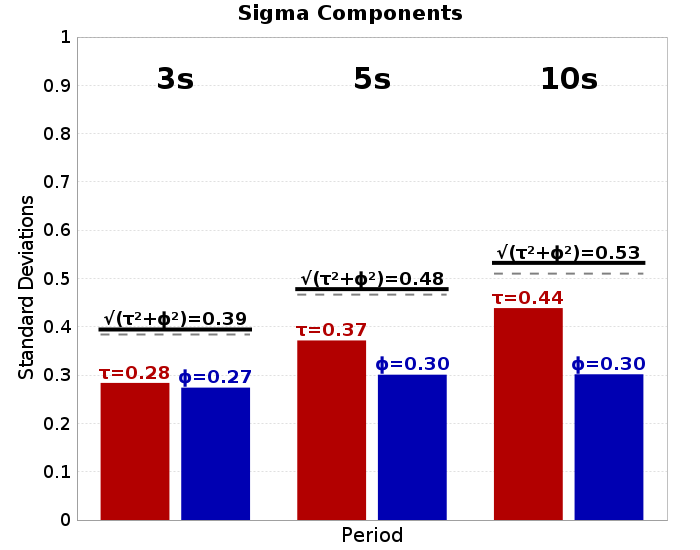 Sigma Components
1
0.9
0.8
0.7
0.6
0.5
0.4
0.3
0.2
0.1
0
Standard Deviations
3s
5s
10s
√(τ²+ϕ²)=0.39
τ=0.28
ϕ=0.27
√(τ²+ϕ²)=0.48
τ=0.37
ϕ=0.30
√(τ²+ϕ²)=0.53
τ=0.44
ϕ=0.30
Period